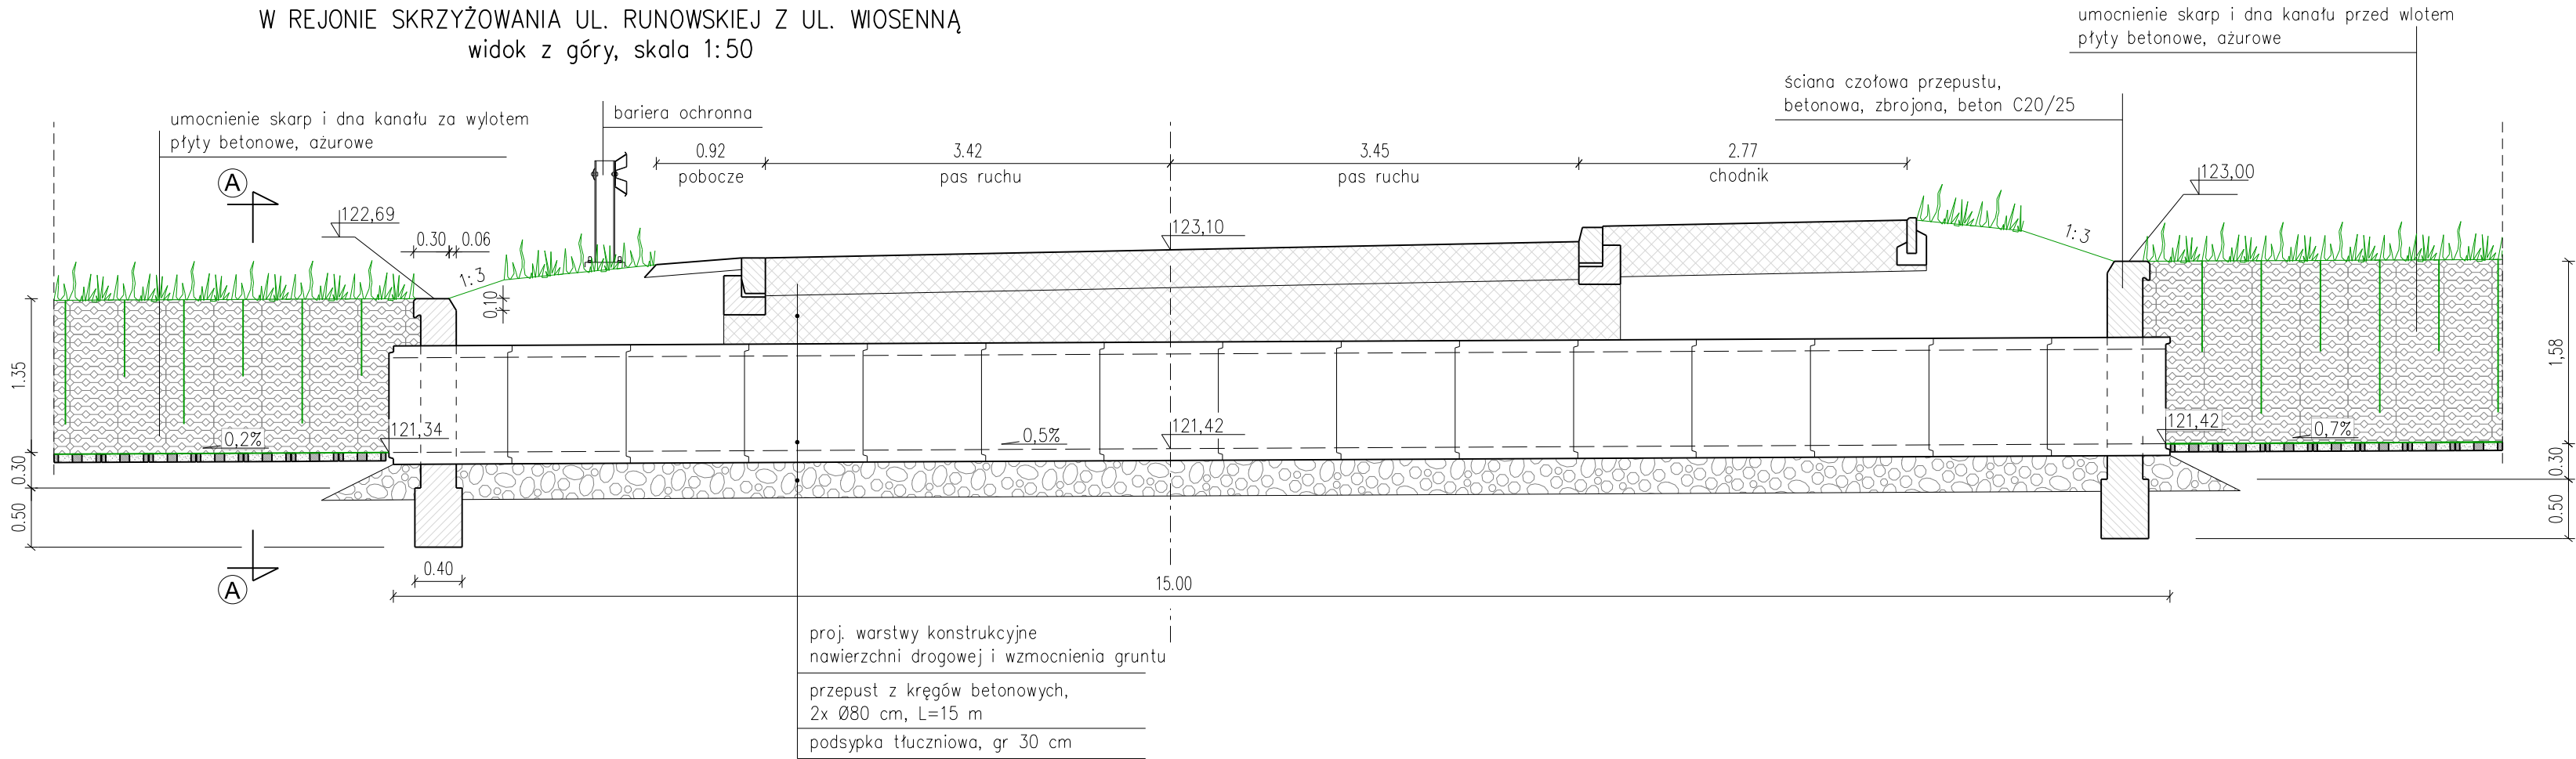 W REJONIE SKRZYŻOWANIA UL. RUNOWSKIEJ Z UL. WIOSENNĄ
widok z góry, skala 1:50
umocnienie skarp i dna kanału przed wlotem
płyty betonowe, ażurowe
ściana czołowa przepustu,
betonowa, zbrojona, beton C20/25
umocnienie skarp i dna kanału za wylotem
płyty betonowe, ażurowe
bariera ochronna
0.92
3.42
3.45
2.77
pobocze
pas ruchu
pas ruchu
chodnik
A
122,69
123,10
123,00
0.30
0.06
1:3
1:3
0.10
1.35
0.30
0.50
1,58
0.30
0.50
0,2%
121,34
0,5%
121,42
121,42
0,7%
A
0.40
15.00
proj. warstwy konstrukcyjne
nawierzchni drogowej i wzmocnienia gruntu
przepust z kręgów betonowych,
2x Ø80 cm, L=15 m
podsypka tłuczniowa, gr 30 cm